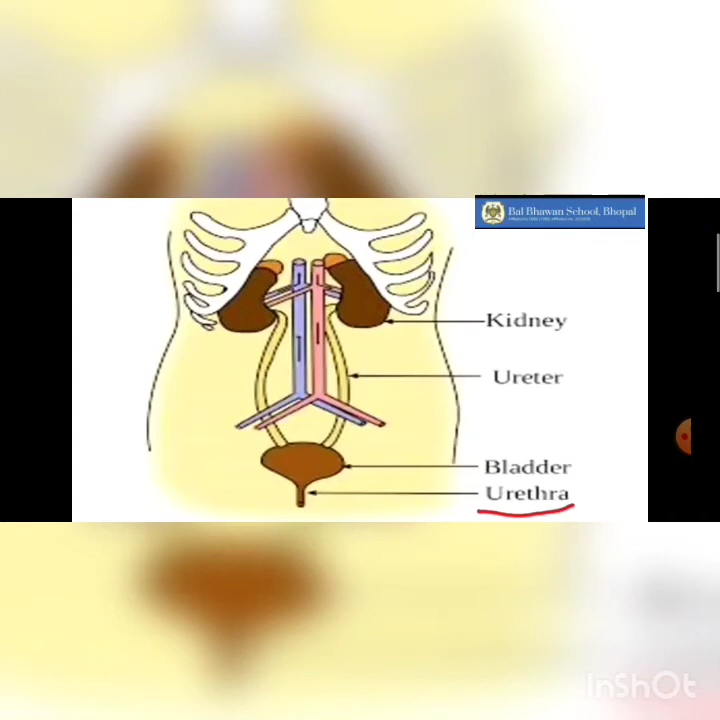 Bal Bhawan School, Bhopal
Kidney
Ureter
Bladder
Urethra
InShOt